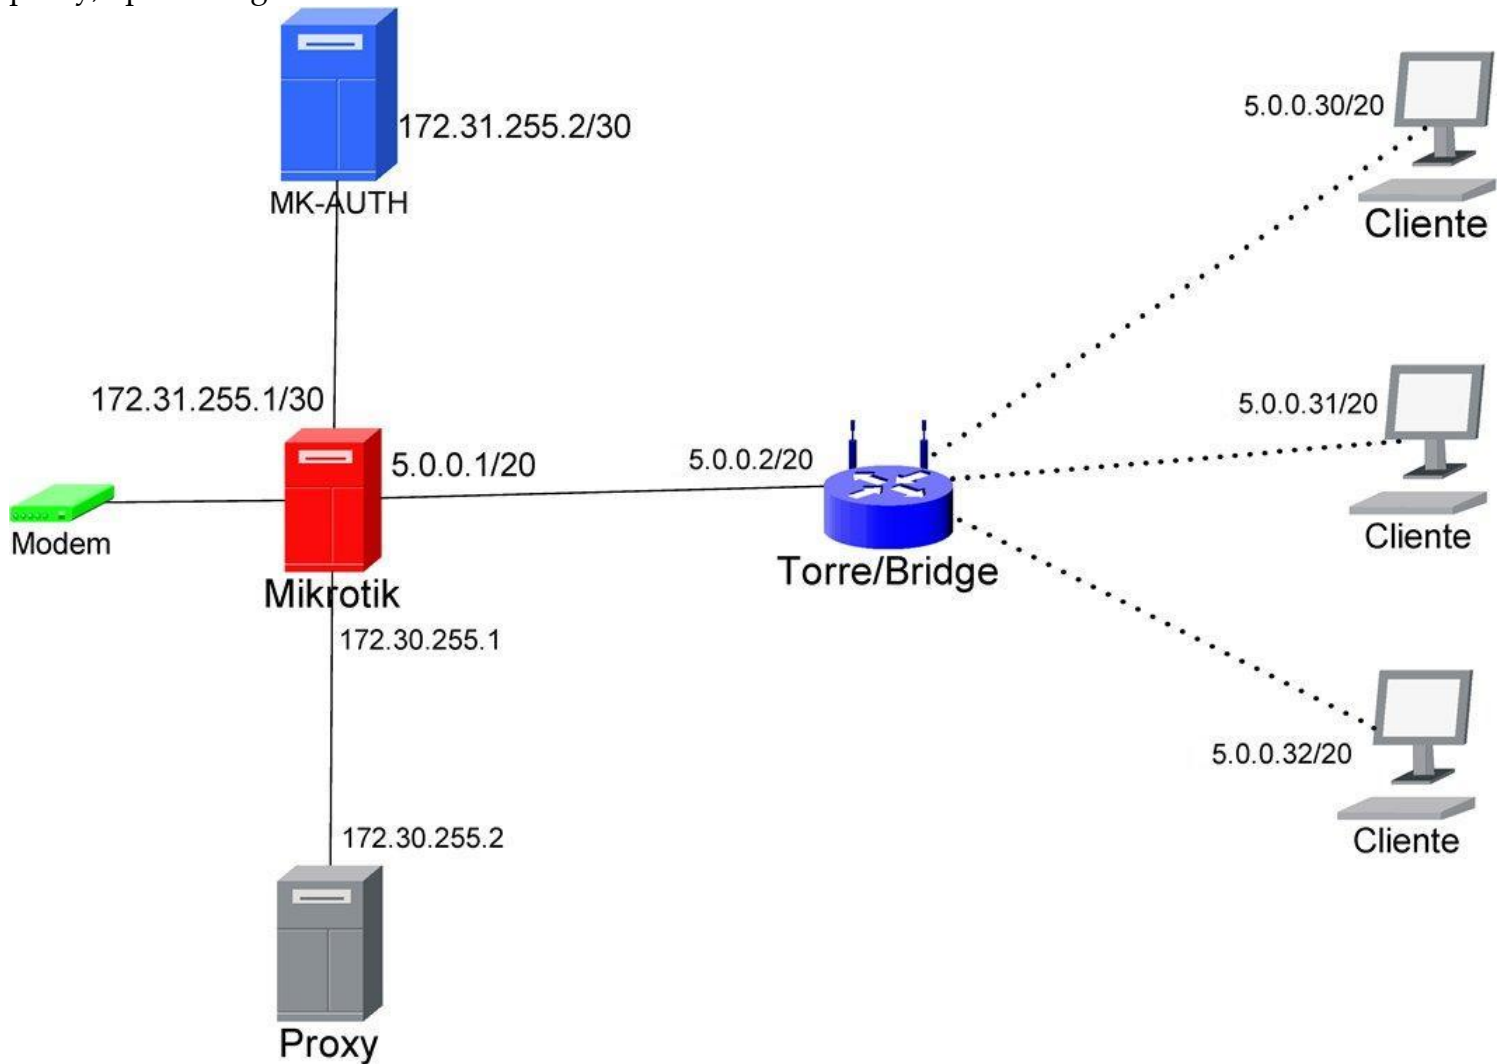 172.31.255.2/30
MK-AUTH
5.0.0.30/20
Cliente
172.31.255.1/30
5.0.0.1/20
5.0.0.2/20
5.0.0.31/20
Modem
Mikrotik
Torre/Bridge
Cliente
172.30.255.1
5.0.0.32/20
172.30.255.2
Cliente
Proxy